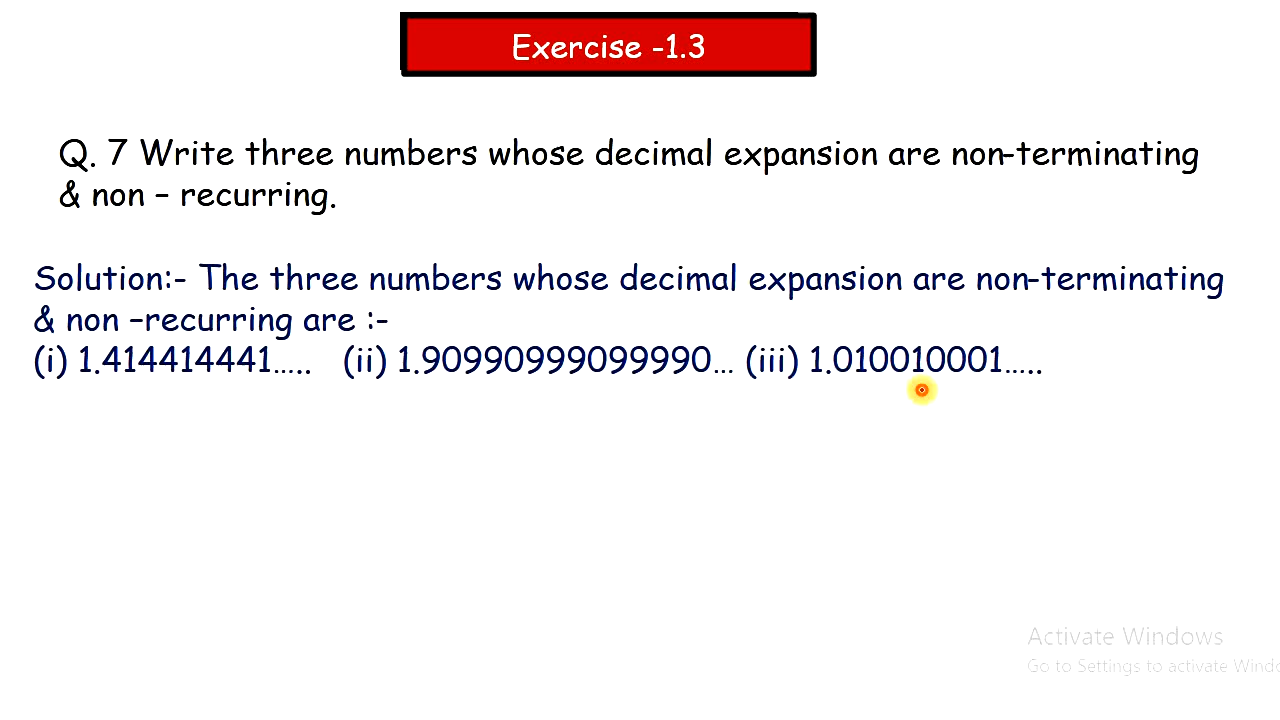 Exercise -1.3
Q. 7 Write three numbers whose decimal expansion are non-terminating
& non – recurring.
Solution:- The three numbers whose decimal expansion are non-terminating
& non –recurring are :-
(i) 1.414414441..... (ii) 1.90990999099990... (iii) 1.010010001.....
Activate Windows
Go to Settings to activate Windo